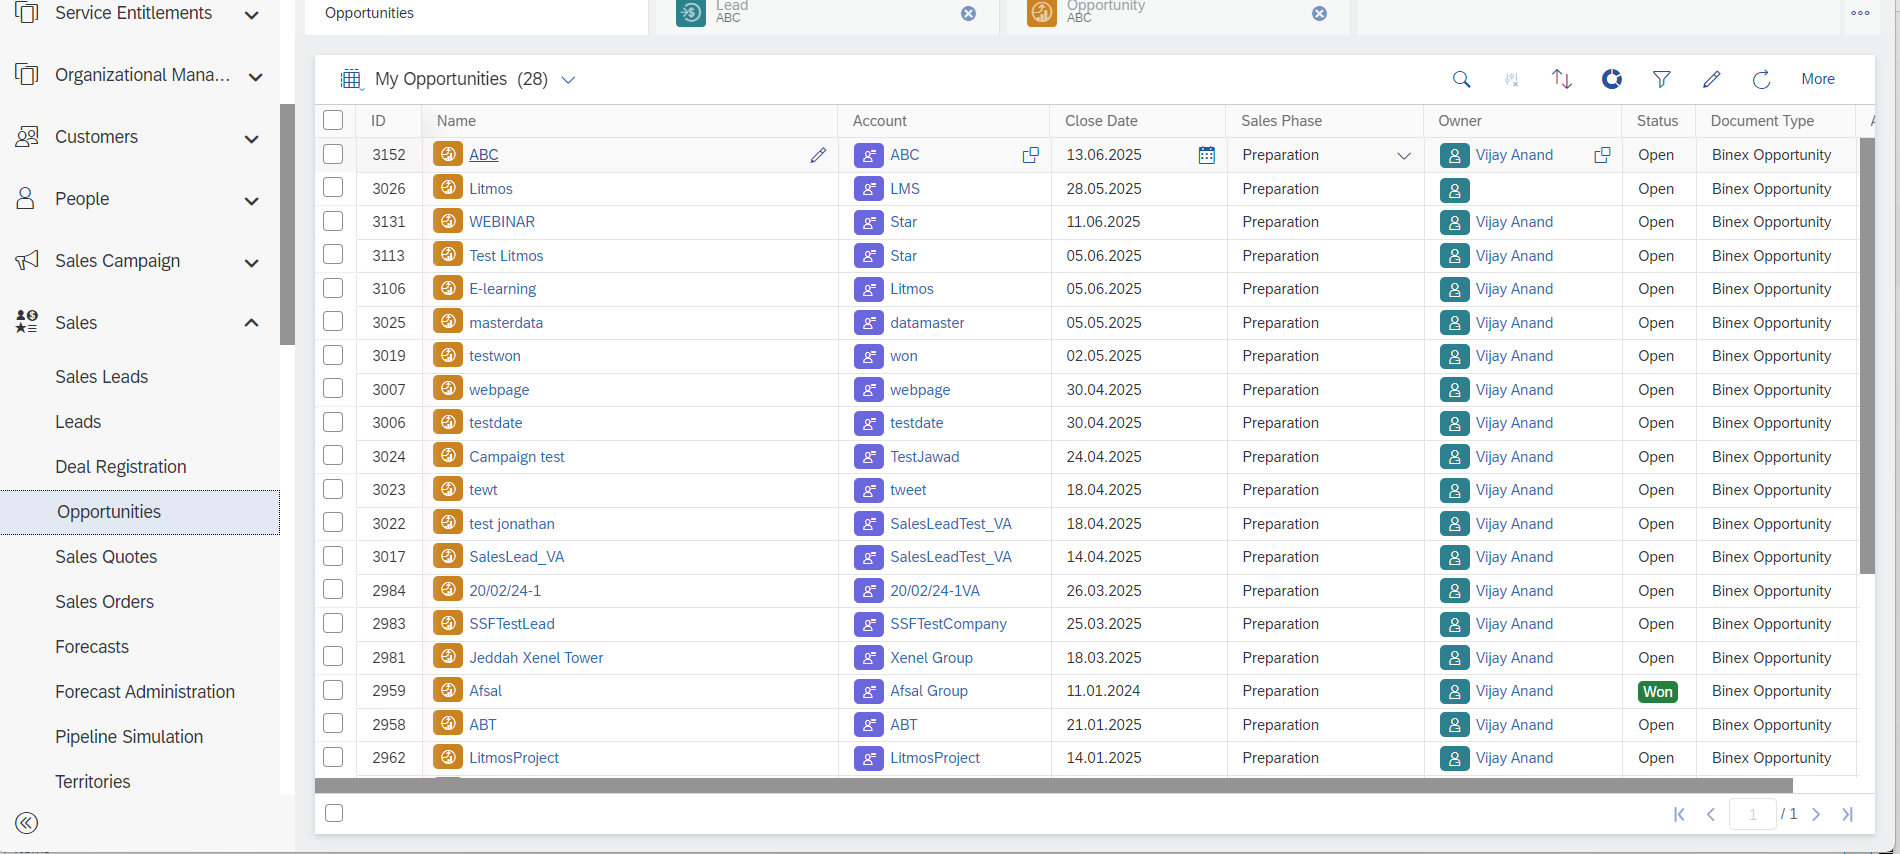 Service Entitlements
Organizational Mana...
Customers
People
Sales Campaign
Sales
Sales Leads
Leads
Deal Registration
Opportunities
Sales Quotes
Sales Orders
Forecasts
Forecast Administration
Pipeline Simulation
Territories
Opportunities
Lead
ABC
Opportunity
ABC
My Opportunities (28)
More
ID Name Account Close Date Sales Phase Owner Status Document Type
3152 ABC ABC 13.06.2025 Preparation Vijay Anand Open Binex Opportunity
3026 Litmos LMS 28.05.2025 Preparation Open Binex Opportunity
3131 WEBINAR Star 11.06.2025 Preparation Vijay Anand Open Binex Opportunity
3113 Test Litmos Star 05.06.2025 Preparation Vijay Anand Open Binex Opportunity
3106 E-learning Litmos 05.06.2025 Preparation Vijay Anand Open Binex Opportunity
3025 masterdata datamaster 05.05.2025 Preparation Vijay Anand Open Binex Opportunity
3019 testwon won 02.05.2025 Preparation Vijay Anand Open Binex Opportunity
3007 webpage webpage 30.04.2025 Preparation Vijay Anand Open Binex Opportunity
3006 testdate testdate 30.04.2025 Preparation Vijay Anand Open Binex Opportunity
3024 Campaign test TestJawad 24.04.2025 Preparation Vijay Anand Open Binex Opportunity
3023 tewt tweet 18.04.2025 Preparation Vijay Anand Open Binex Opportunity
3022 test jonathan SalesLeadTest_VA 18.04.2025 Preparation Vijay Anand Open Binex Opportunity
3017 SalesLead_VA SalesLeadTest_VA 14.04.2025 Preparation Vijay Anand Open Binex Opportunity
2984 20/02/24-1 20/02/24-1VA 26.03.2025 Preparation Vijay Anand Open Binex Opportunity
2983 SSFTestLead SSFTestCompany 25.03.2025 Preparation Vijay Anand Open Binex Opportunity
2981 Jeddah Xenel Tower Xenel Group 18.03.2025 Preparation Vijay Anand Open Binex Opportunity
2959 Afsal Afsal Group 11.01.2024 Preparation Vijay Anand Won Binex Opportunity
2958 ABT ABT 21.01.2025 Preparation Vijay Anand Open Binex Opportunity
2962 LitmosProject LitmosProject 14.01.2025 Preparation Vijay Anand Open Binex Opportunity
1 / 1